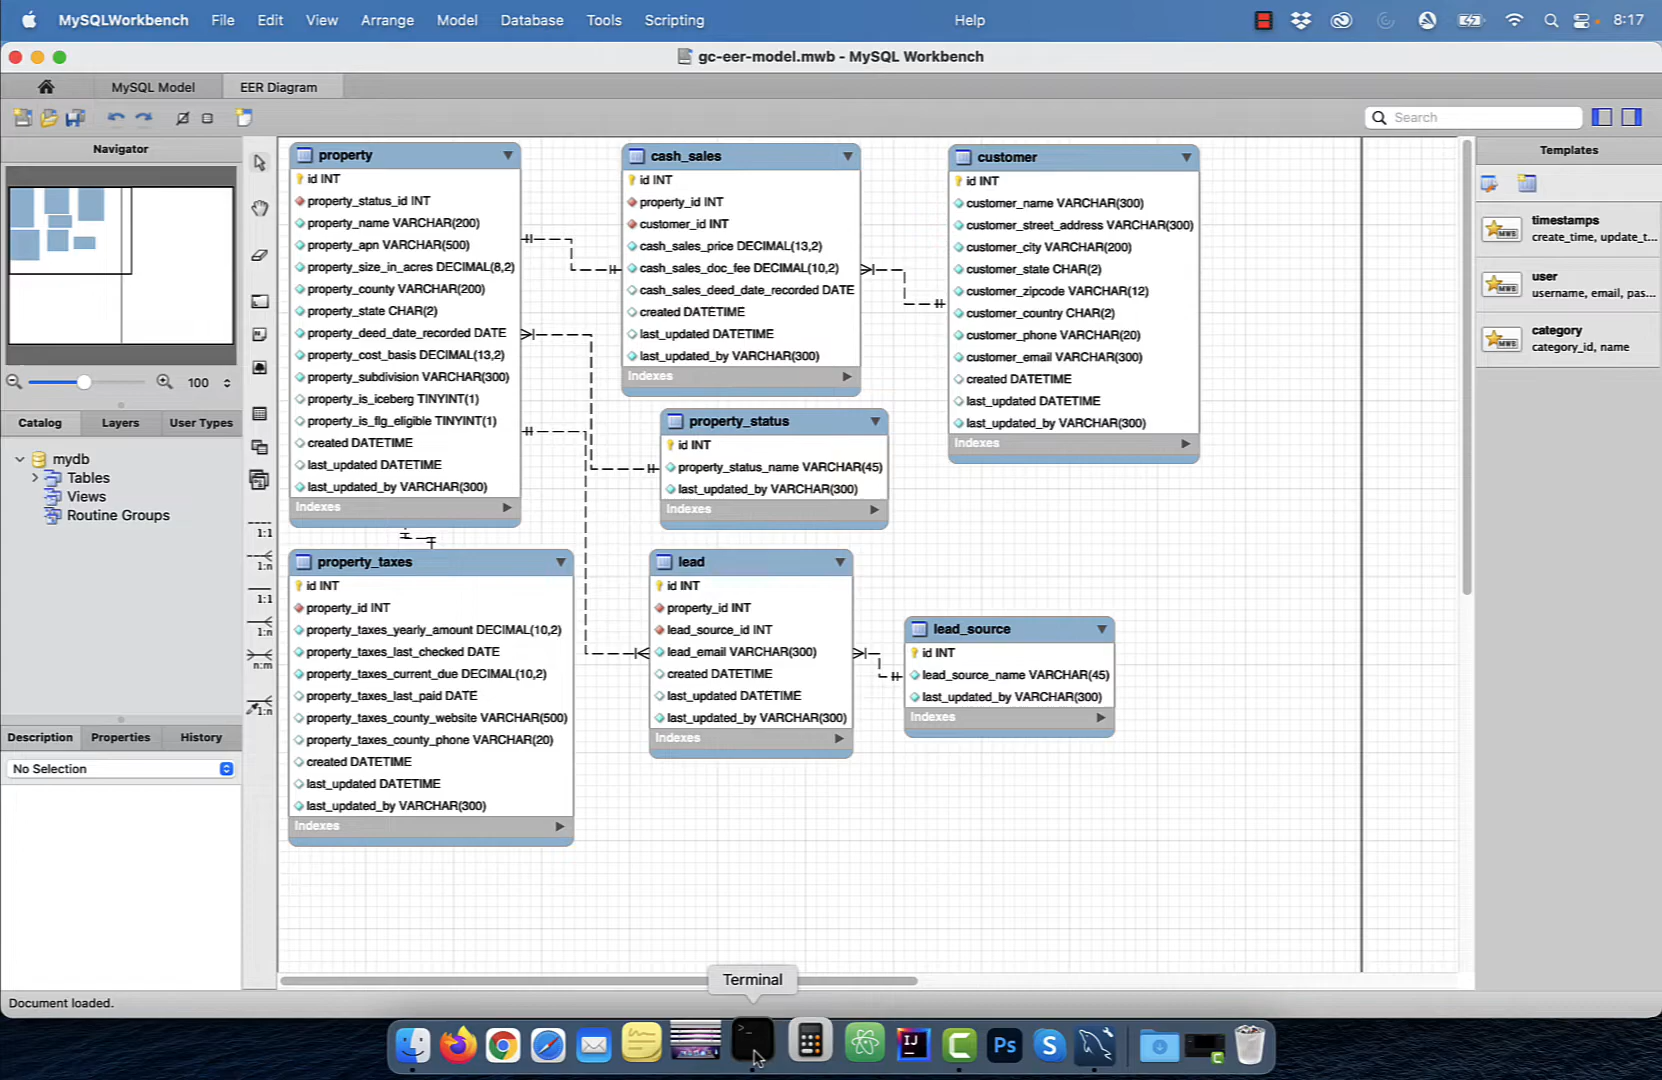 MySQLWorkbench File Edit View Arrange Model Database Tools Scripting Help 8:17
gc-eer-model.mwb - MySQL Workbench
MySQL Model EER Diagram
Search
Navigator
100
Catalog Layers User Types
mydb
Tables
Views
Routine Groups
Description Properties History
No Selection
1:1
1:n
1:1
1:n
n:m
1:n
property
id INT
property_status_id INT
property_name VARCHAR(200)
property_apn VARCHAR(500)
property_size_in_acres DECIMAL(8,2)
property_county VARCHAR(200)
property_state CHAR(2)
property_deed_date_recorded DATE
property_cost_basis DECIMAL(13,2)
property_subdivision VARCHAR(300)
property_is_iceberg TINYINT(1)
property_is_flg_eligible TINYINT(1)
created DATETIME
last_updated DATETIME
last_updated_by VARCHAR(300)
Indexes
cash_sales
id INT
property_id INT
customer_id INT
cash_sales_price DECIMAL(13,2)
cash_sales_doc_fee DECIMAL(10,2)
cash_sales_deed_date_recorded DATE
created DATETIME
last_updated DATETIME
last_updated_by VARCHAR(300)
Indexes
customer
id INT
customer_name VARCHAR(300)
customer_street_address VARCHAR(300)
customer_city VARCHAR(200)
customer_state CHAR(2)
customer_zipcode VARCHAR(12)
customer_country CHAR(2)
customer_phone VARCHAR(20)
customer_email VARCHAR(300)
created DATETIME
last_updated DATETIME
last_updated_by VARCHAR(300)
Indexes
property_status
id INT
property_status_name VARCHAR(45)
last_updated_by VARCHAR(300)
Indexes
property_taxes
id INT
property_id INT
property_taxes_yearly_amount DECIMAL(10,2)
property_taxes_last_checked DATE
property_taxes_current_due DECIMAL(10,2)
property_taxes_last_paid DATE
property_taxes_county_website VARCHAR(500)
property_taxes_county_phone VARCHAR(20)
created DATETIME
last_updated DATETIME
last_updated_by VARCHAR(300)
Indexes
lead
id INT
property_id INT
lead_source_id INT
lead_email VARCHAR(300)
created DATETIME
last_updated DATETIME
last_updated_by VARCHAR(300)
Indexes
lead_source
id INT
lead_source_name VARCHAR(45)
last_updated_by VARCHAR(300)
Indexes
Templates
timestamps
create_time, update_t...
user
username, email, pas...
category
category_id, name
Terminal
Document loaded.
IJ
C
Ps
S